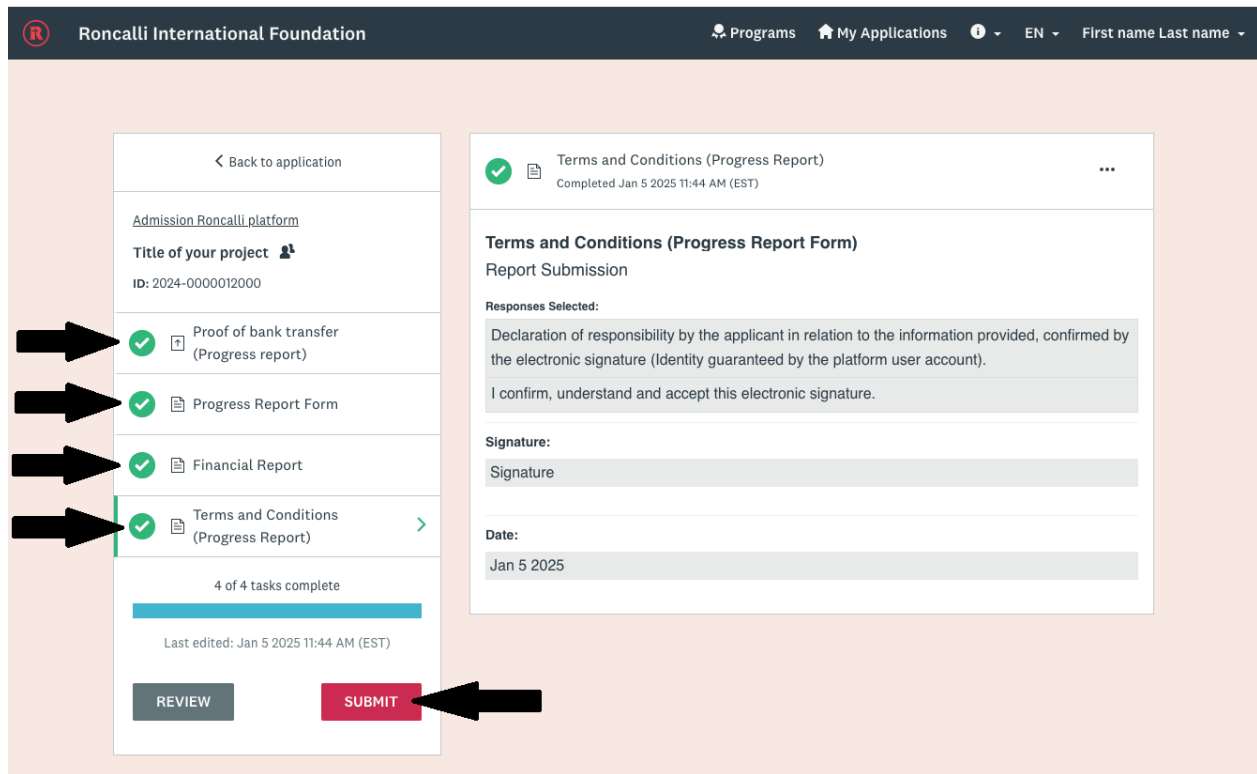 R Roncalli International Foundation Programs My Applications EN First name Last name
Back to application
Admission Roncalli platform
Title of your project
ID: 2024-0000012000
Proof of bank transfer
(Progress report)
Progress Report Form
Financial Report
Terms and Conditions
(Progress Report)
4 of 4 tasks complete
Last edited: Jan 5 2025 11:44 AM (EST)
REVIEW SUBMIT
Terms and Conditions (Progress Report)
Completed Jan 5 2025 11:44 AM (EST)
...
Terms and Conditions (Progress Report Form)
Report Submission
Responses Selected:
Declaration of responsibility by the applicant in relation to the information provided, confirmed by
the electronic signature (Identity guaranteed by the platform user account).
I confirm, understand and accept this electronic signature.
Signature:
Signature
Date:
Jan 5 2025